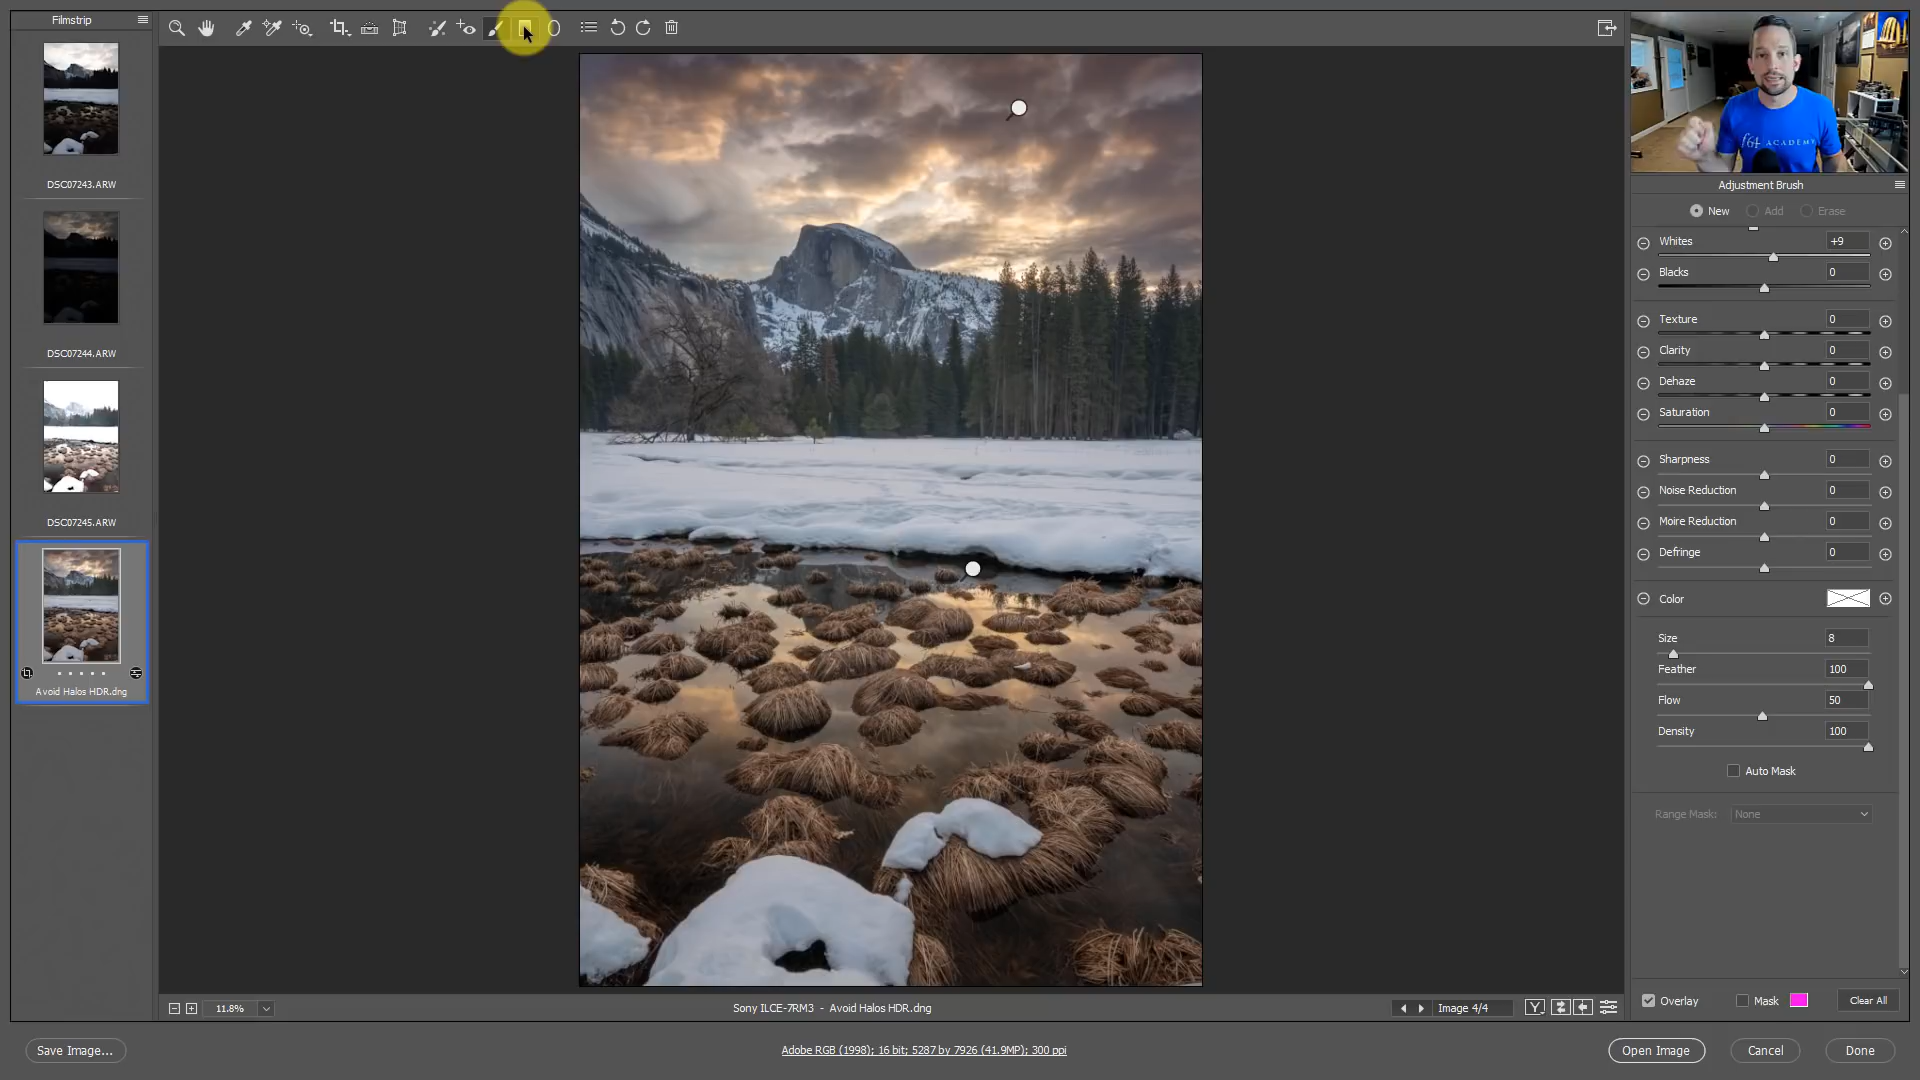 Filmstrip
DSC07243.ARW
DSC07244.ARW
DSC07245.ARW
Avoid Halos HDR.dng
f64 ACADEMY
Adjustment Brush
New Add Erase
Whites +9
Blacks 0
Texture 0
Clarity 0
Dehaze 0
Saturation 0
Sharpness 0
Noise Reduction 0
Moire Reduction 0
Defringe 0
Color
Size 8
Feather 100
Flow 50
Density 100
Auto Mask
Range Mask: None
Overlay Mask Clear All
11.8% Sony ILCE-7RM3 - Avoid Halos HDR.dng Image 4/4 Y
Save Image... Adobe RGB (1998); 16 bit; 5287 by 7926 (41.9MP); 300 ppi Open Image Cancel Done